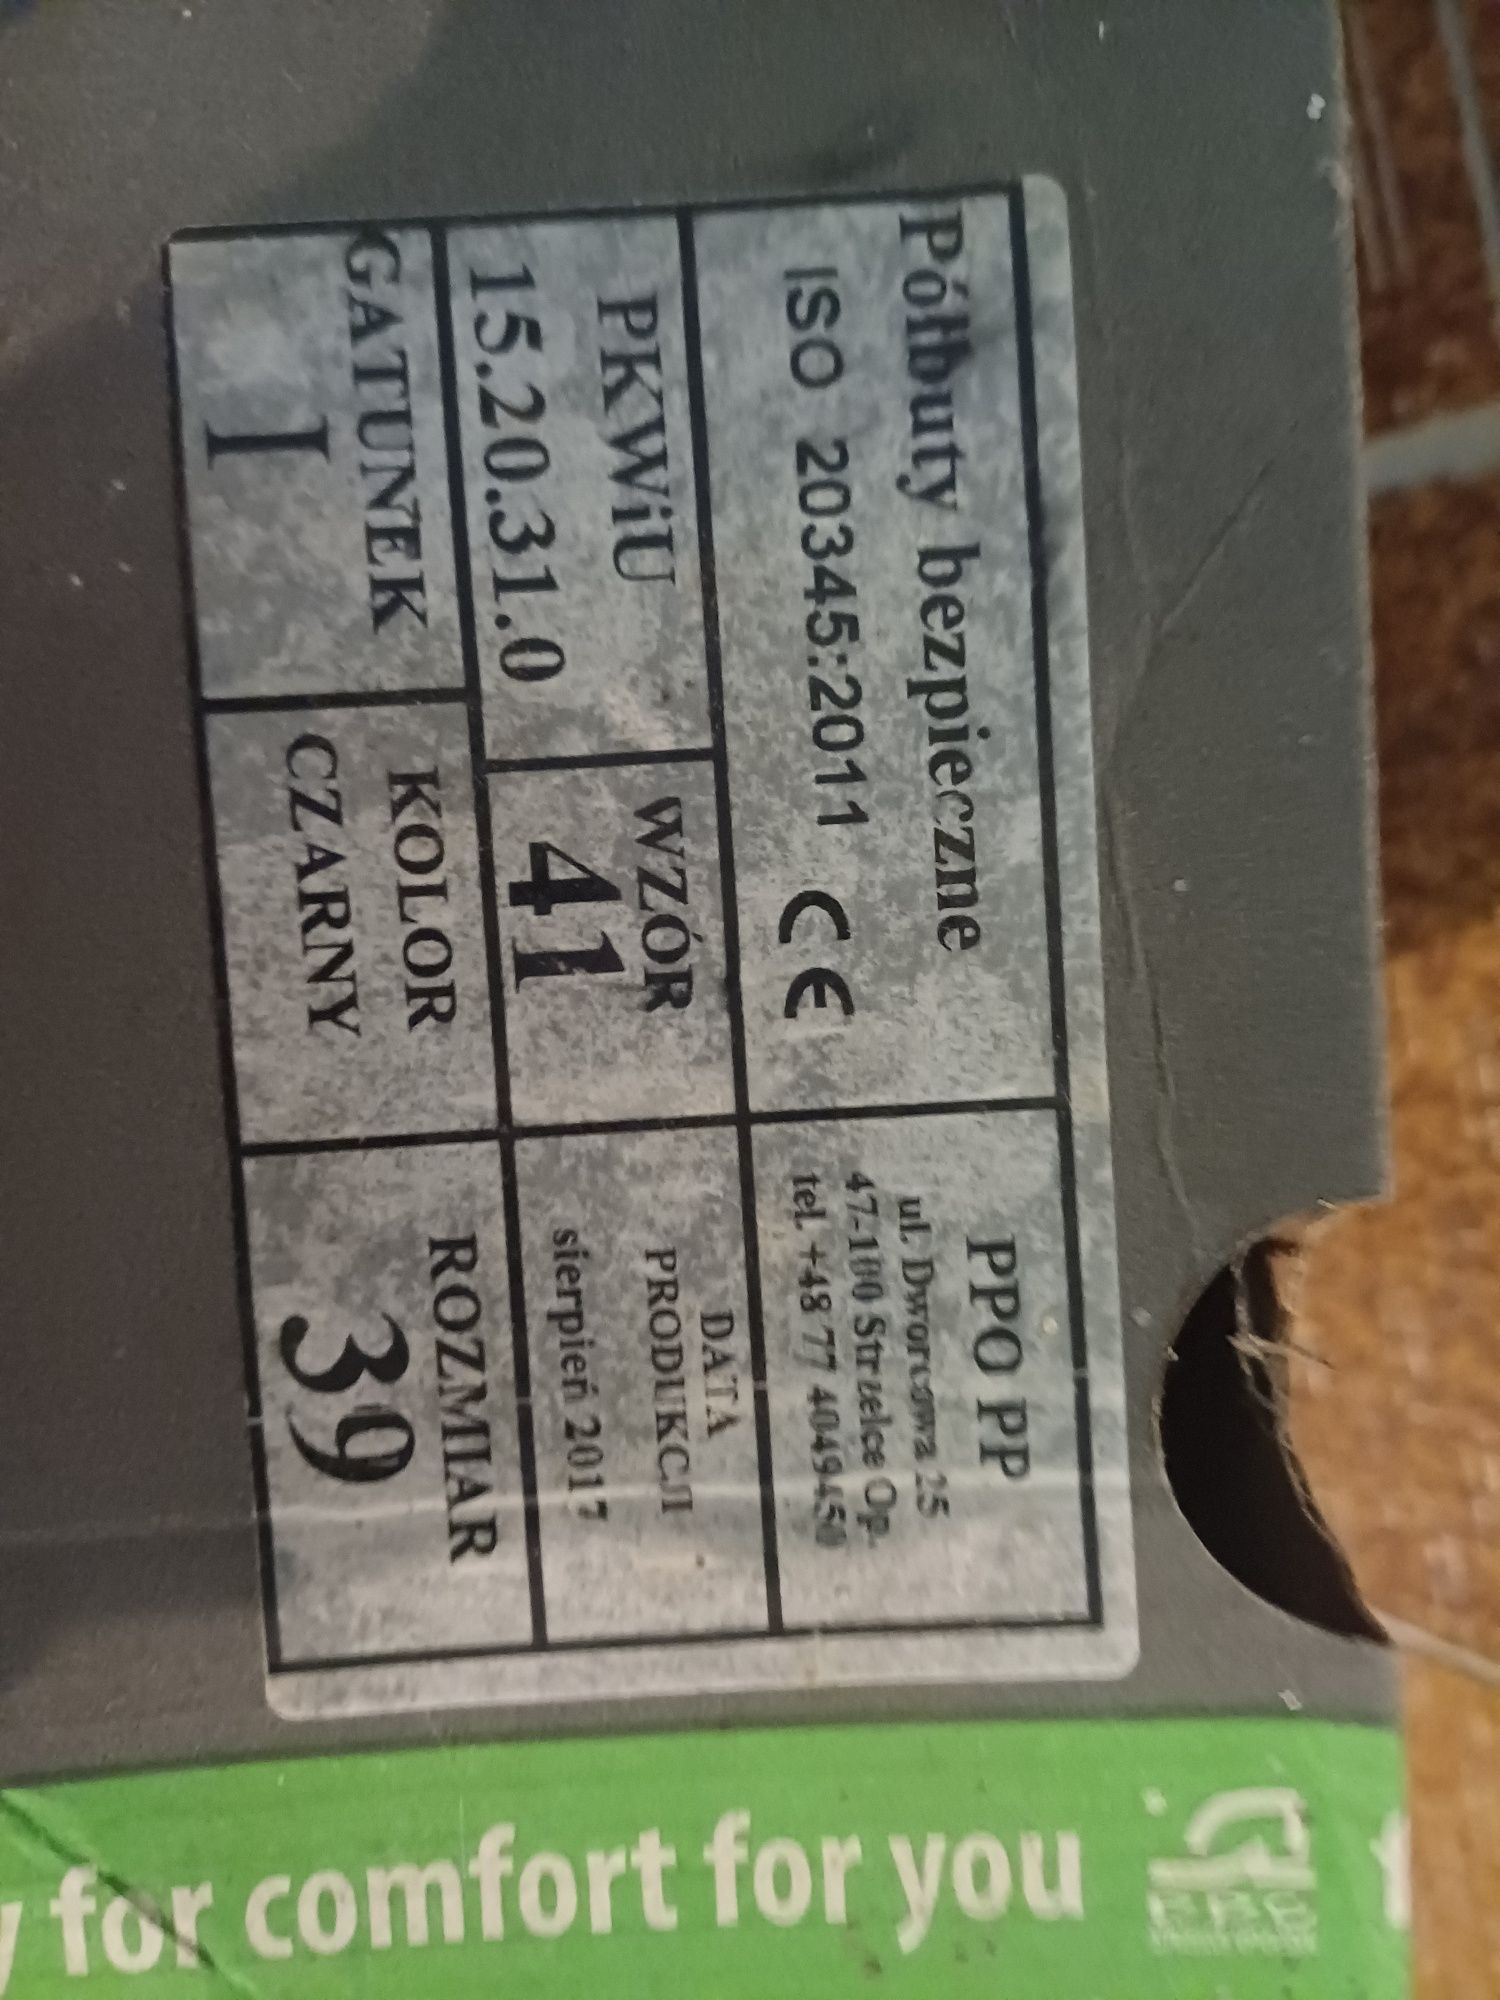 Półbuty bezpieczne
ISO 20345:2011 CE
PPO PP
ul. Dworcowa 25
47-100 Strzelce Op.
tel. +48 77 4049450
PKWiU
15.20.31.0
WZÓR
41
DATA
PRODUKCJI
sierpień 2017
GATUNEK
I
KOLOR
CZARNY
ROZMIAR
39
for comfort for you